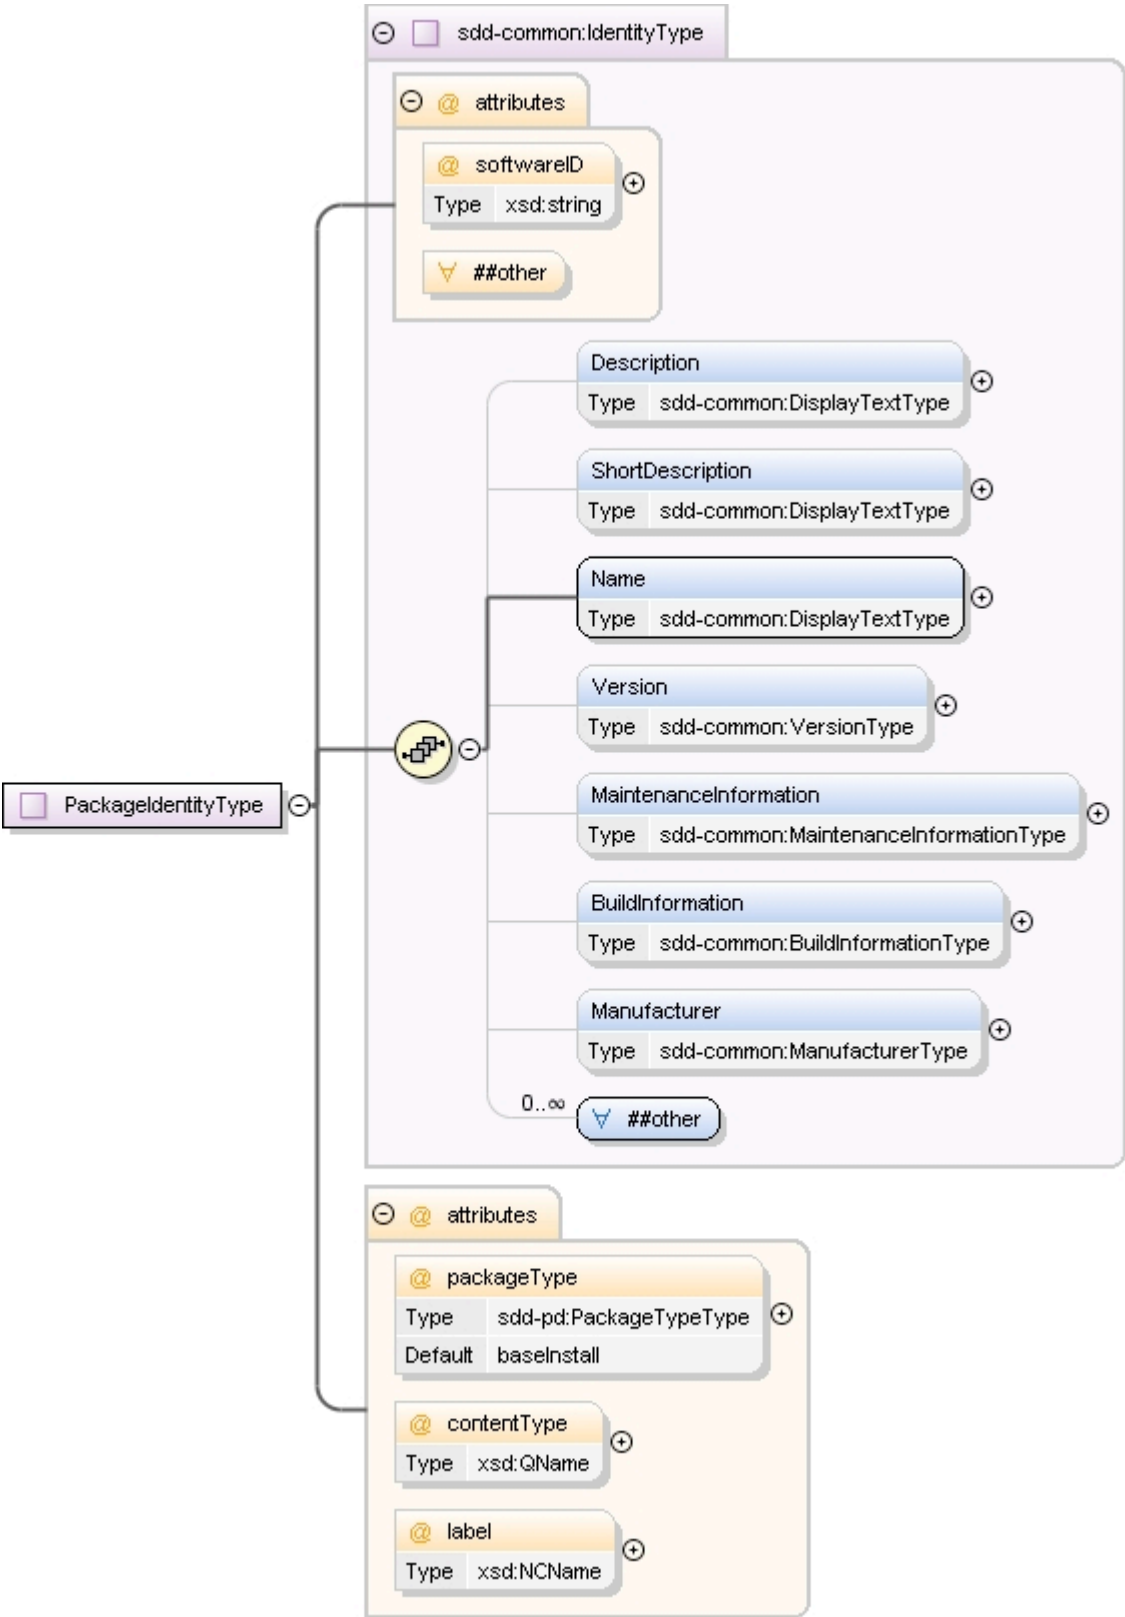 sdd-common:IdentityType
@ attributes
@ softwareID
Type xsd:string
∀ ##other
Description
Type sdd-common:DisplayTextType
ShortDescription
Type sdd-common:DisplayTextType
Name
Type sdd-common:DisplayTextType
Version
Type sdd-common:VersionType
PackageIdentityType
MaintenanceInformation
Type sdd-common:MaintenanceInformationType
BuildInformation
Type sdd-common:BuildInformationType
Manufacturer
Type sdd-common:ManufacturerType
0..∞
∀ ##other
@ attributes
@ packageType
Type sdd-pd:PackageTypeType
Default baseInstall
@ contentType
Type xsd:QName
@ label
Type xsd:NCName